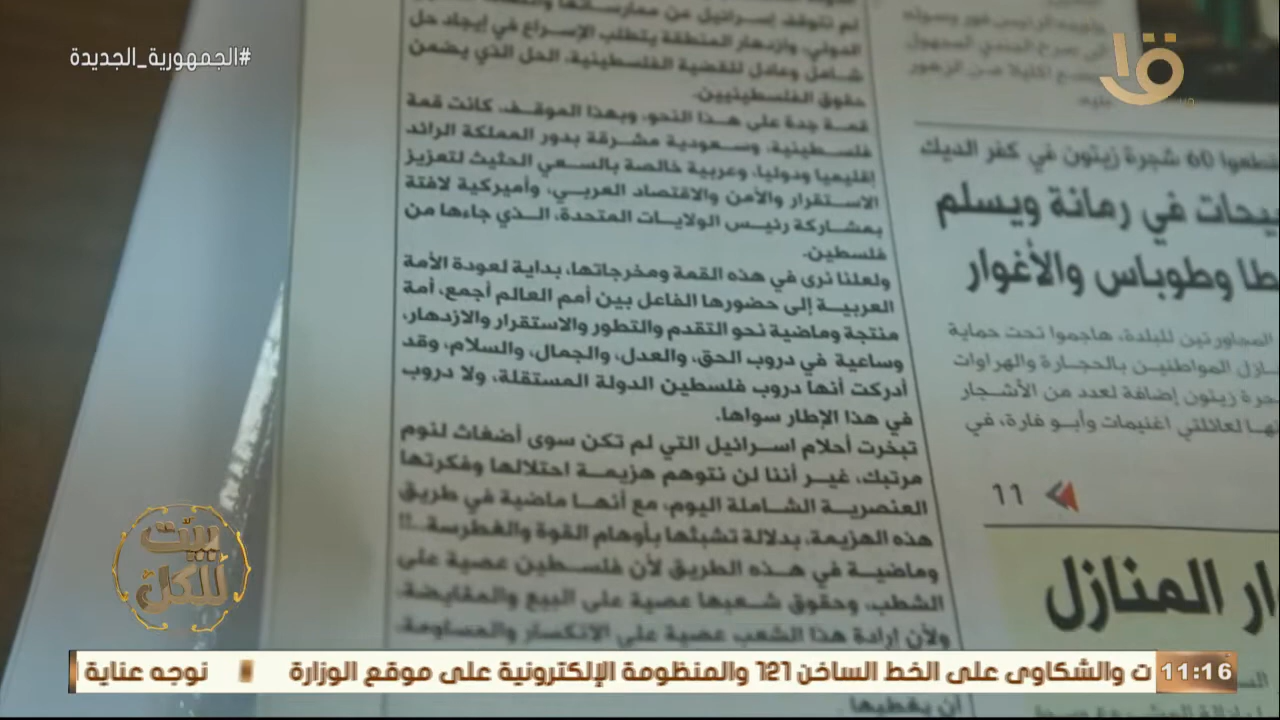 #الجمهورية_الجديدة
لم تتوقف إسرائيل عن ممارساتها
الدولي، وازدهار المنطقة يتطلب الإسراع في إيجاد حل
شامل وعادل للقضية الفلسطينية، الحل الذي يضمن
حقوق الفلسطينيين.
قمة جدة على هذا النحو، وبهذا الموقف، كانت قمة
فلسطينية، وسعودية مشرقة بدور المملكة الرائد
إقليميا ودوليا، وعربية خالصة بالسعي الحثيث لتعزيز
الاستقرار والأمن والاقتصاد العربي، وأميركية لافتة
بمشاركة رئيس الولايات المتحدة، الذي جاءها من
فلسطين.
ولعلنا نرى في هذه القمة ومخرجاتها، بداية لعودة الأمة
العربية إلى حضورها الفاعل بين أمم العالم أجمع، أمة
منتجة وماضية نحو التقدم والتطور والاستقرار والازدهار،
وساعية في دروب الحق، والعدل، والجمال، والسلام، وقد
أدركت أنها دروب فلسطين الدولة المستقلة، ولا دروب
في هذا الإطار سواها.
تبخرت أحلام اسرائيل التي لم تكن سوى أضغاث لنوم
مرتبك، غير أننا لن نتوهم هزيمة احتلالها وفكرتها
العنصرية الشاملة اليوم، مع أنها ماضية في طريق
هذه الهزيمة، بدلالة تشبثها بأوهام القوة والغطرسة..!!
وماضية في هذه الطريق لأن فلسطين عصية على
الشطب، وحقوق شعبها عصية على البيع والمقايضة،
ولأن إرادة هذا الشعب عصية على الانكسار والمساومة.
أن يغطيها.
60 شجرة زيتون في كفر الديك
في رمانة ويسلم
وطوباس والأغوار
المجاورتين للبلدة، هاجموا تحت حماية
المواطنين بالحجارة والهراوات
زيتون إضافة لعدد من الأشجار
لعائلتي اغنيمات وأبو فارة، في
11
المنازل
بيت للكل
11:16
ت والشكاوى على الخط الساخن 121 والمنظومة الإلكترونية على موقع الوزارة
نوجه عناية